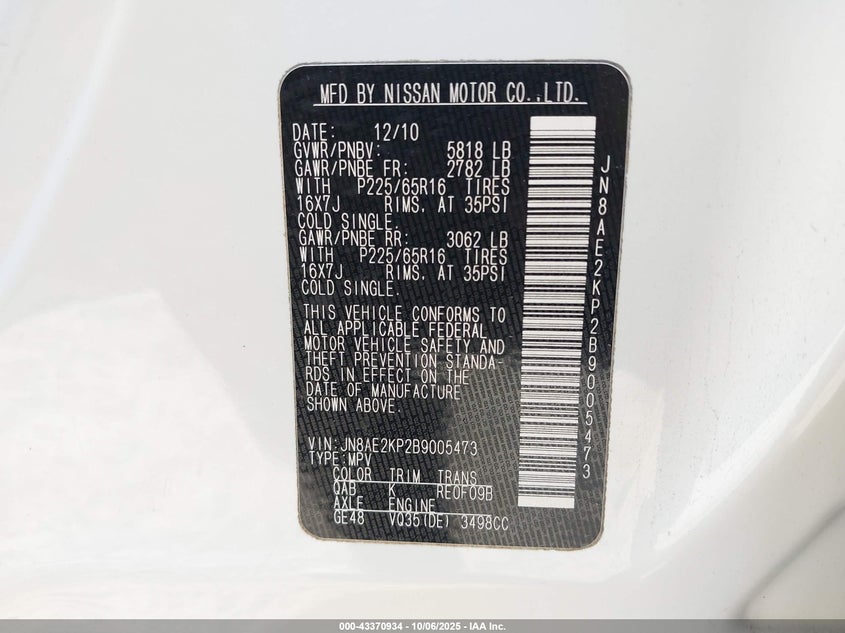 MFD BY NISSAN MOTOR CO.,LTD.
DATE: 12/10
GVWR/PNBV: 5818 LB
GAWR/PNBE FR: 2782 LB
WITH P225/65R16 TIRES
16X7J RIMS, AT 35PSI
COLD SINGLE.
GAWR/PNBE RR: 3062 LB
WITH P225/65R16 TIRES
16X7J RIMS, AT 35PSI
COLD SINGLE.
THIS VEHICLE CONFORMS TO
ALL APPLICABLE FEDERAL
MOTOR VEHICLE SAFETY AND
THEFT PREVENTION STANDA-
RDS IN EFFECT ON THE
DATE OF MANUFACTURE
SHOWN ABOVE.
VIN:JN8AE2KP2B9005473
TYPE:MPV
COLOR TRIM TRANS
QAB K RE0F09B
AXLE ENGINE
GE48 VQ35(DE) 3498CC
JN8AE2KP2B9005473
000-43370934 - 10/06/2025 - IAA Inc.